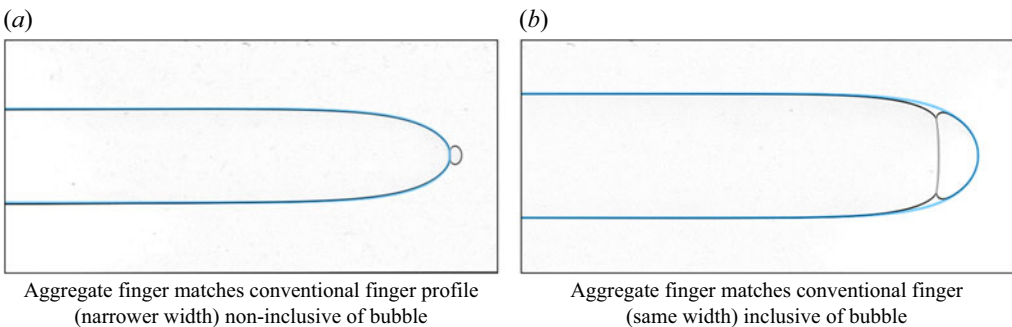 (a)
(b)
Aggregate finger matches conventional finger profile
(narrower width) non-inclusive of bubble
Aggregate finger matches conventional finger
(same width) inclusive of bubble